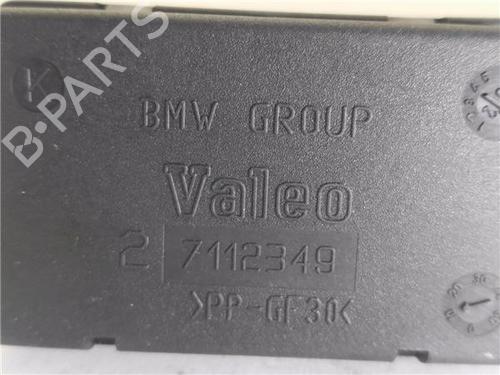 K
BMW GROUP
Valeo
2 7112349
>PP-GF30<
B-PARTS